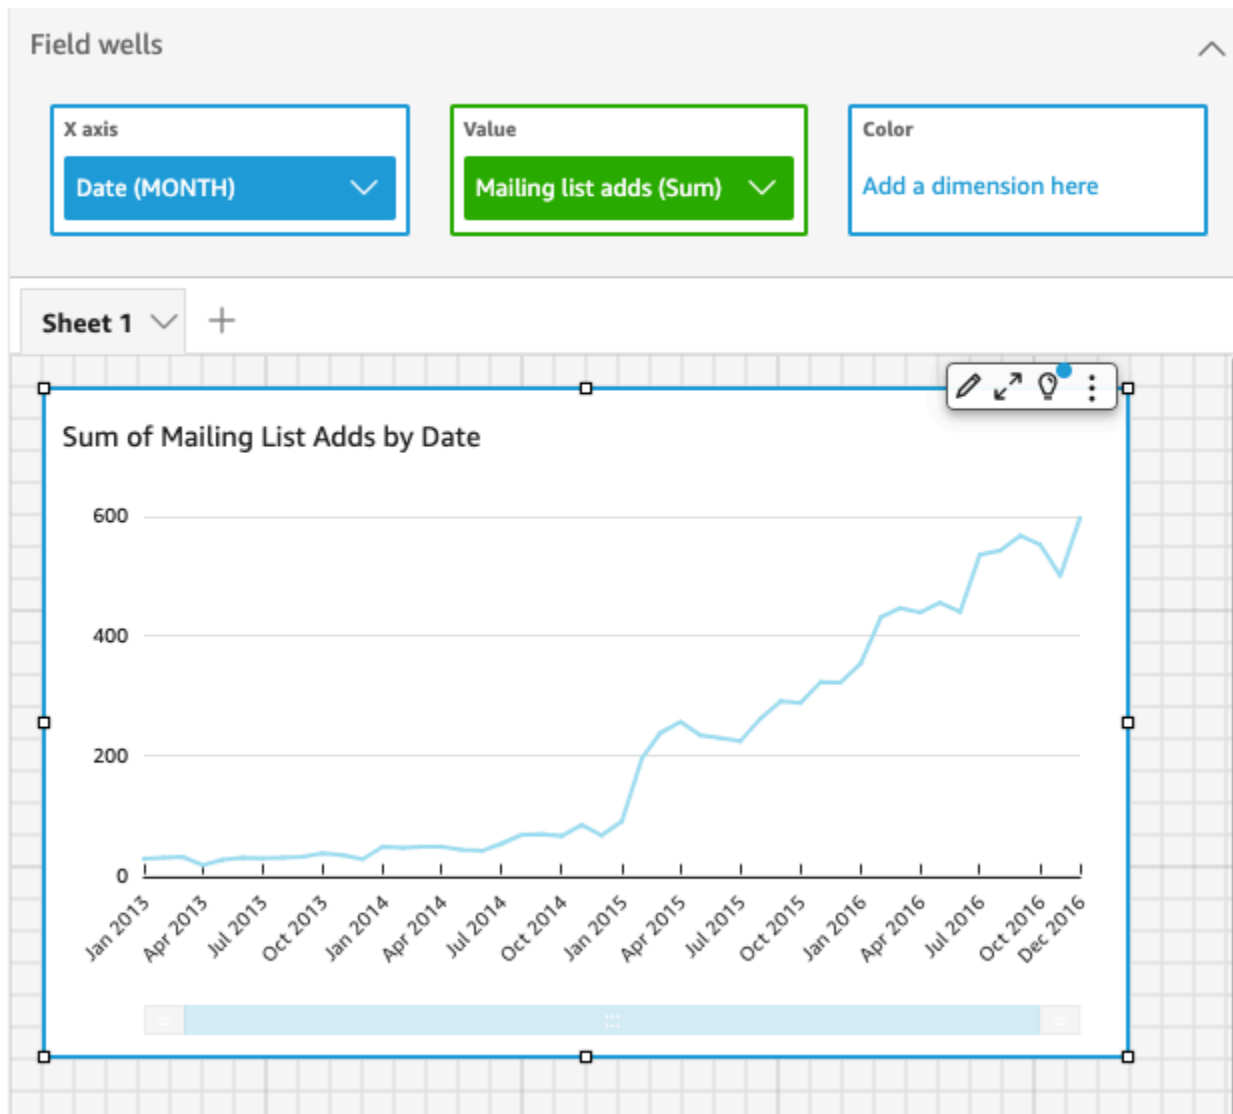 Field wells
X axis
Value
Color
Date (MONTH)
Mailing list adds (Sum)
Add a dimension here
Sheet 1
Sum of Mailing List Adds by Date
600
400
200
0
Jan 2013
Apr 2013
Jul 2013
Oct 2013
Jan 2014
Apr 2014
Jul 2014
Oct 2014
Jan 2015
Apr 2015
Jul 2015
Oct 2015
Jan 2016
Apr 2016
Jul 2016
Oct 2016
Dec 2016